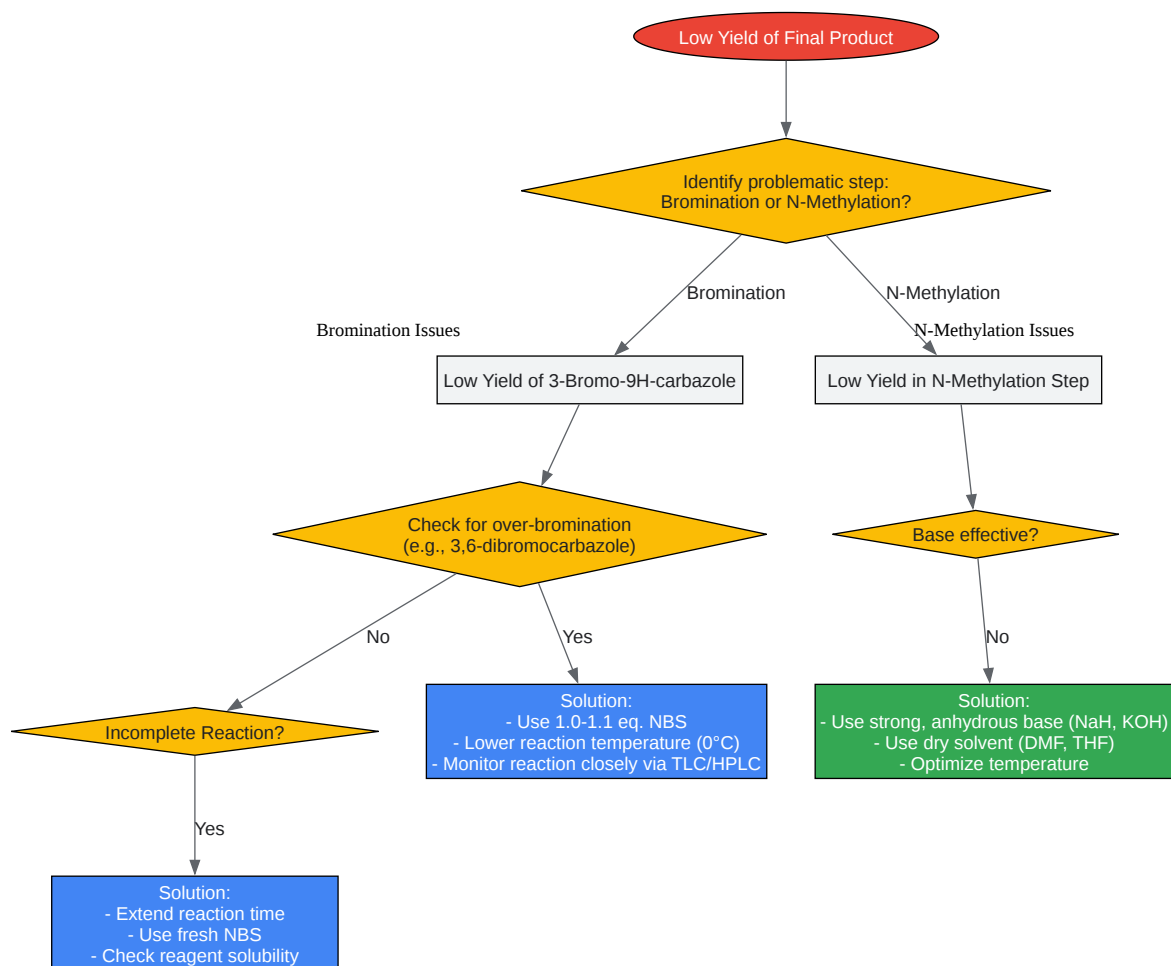 Low Yield of Final Product
Identify problematic step:
Bromination or N-Methylation?
Bromination
N-Methylation
Bromination Issues
N-Methylation Issues
Low Yield of 3-Bromo-9H-carbazole
Low Yield in N-Methylation Step
Check for over-bromination
(e.g., 3,6-dibromocarbazole)
Base effective?
No
Yes
No
Incomplete Reaction?
Solution:
- Use 1.0-1.1 eq. NBS
- Lower reaction temperature (0°C)
- Monitor reaction closely via TLC/HPLC
Solution:
- Use strong, anhydrous base (NaH, KOH)
- Use dry solvent (DMF, THF)
- Optimize temperature
Yes
Solution:
- Extend reaction time
- Use fresh NBS
- Check reagent solubility